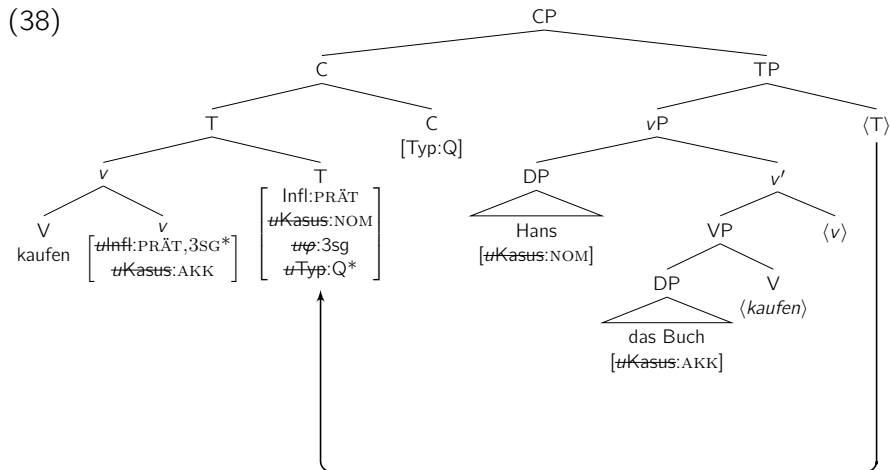 (38)
CP
C TP
T C vP ⟨T⟩
[Typ:Q]
v T DP v′
V v Infl:PRÄT Hans VP ⟨v⟩
kaufen uInfl:PRÄT,3SG* uKasus:NOM [uKasus:NOM]
uKasus:AKK uφ:3sg DP V
uTyp:Q* ⟨kaufen⟩
das Buch
[uKasus:AKK]